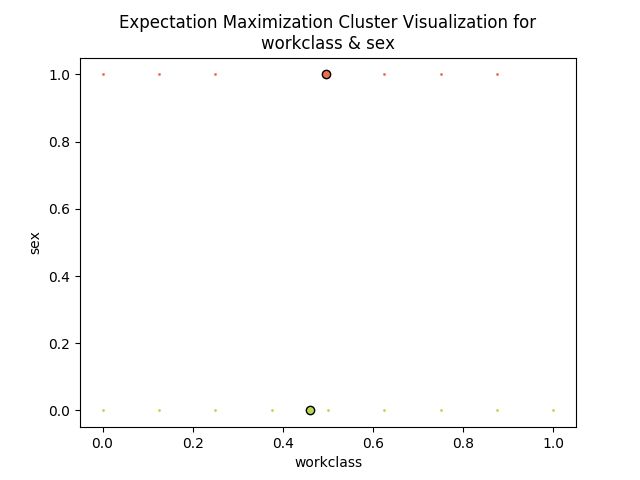 Expectation Maximization Cluster Visualization for
workclass & sex
1.0
0.8
0.6
0.4
0.2
0.0
sex
0.0 0.2 0.4 0.6 0.8 1.0
workclass